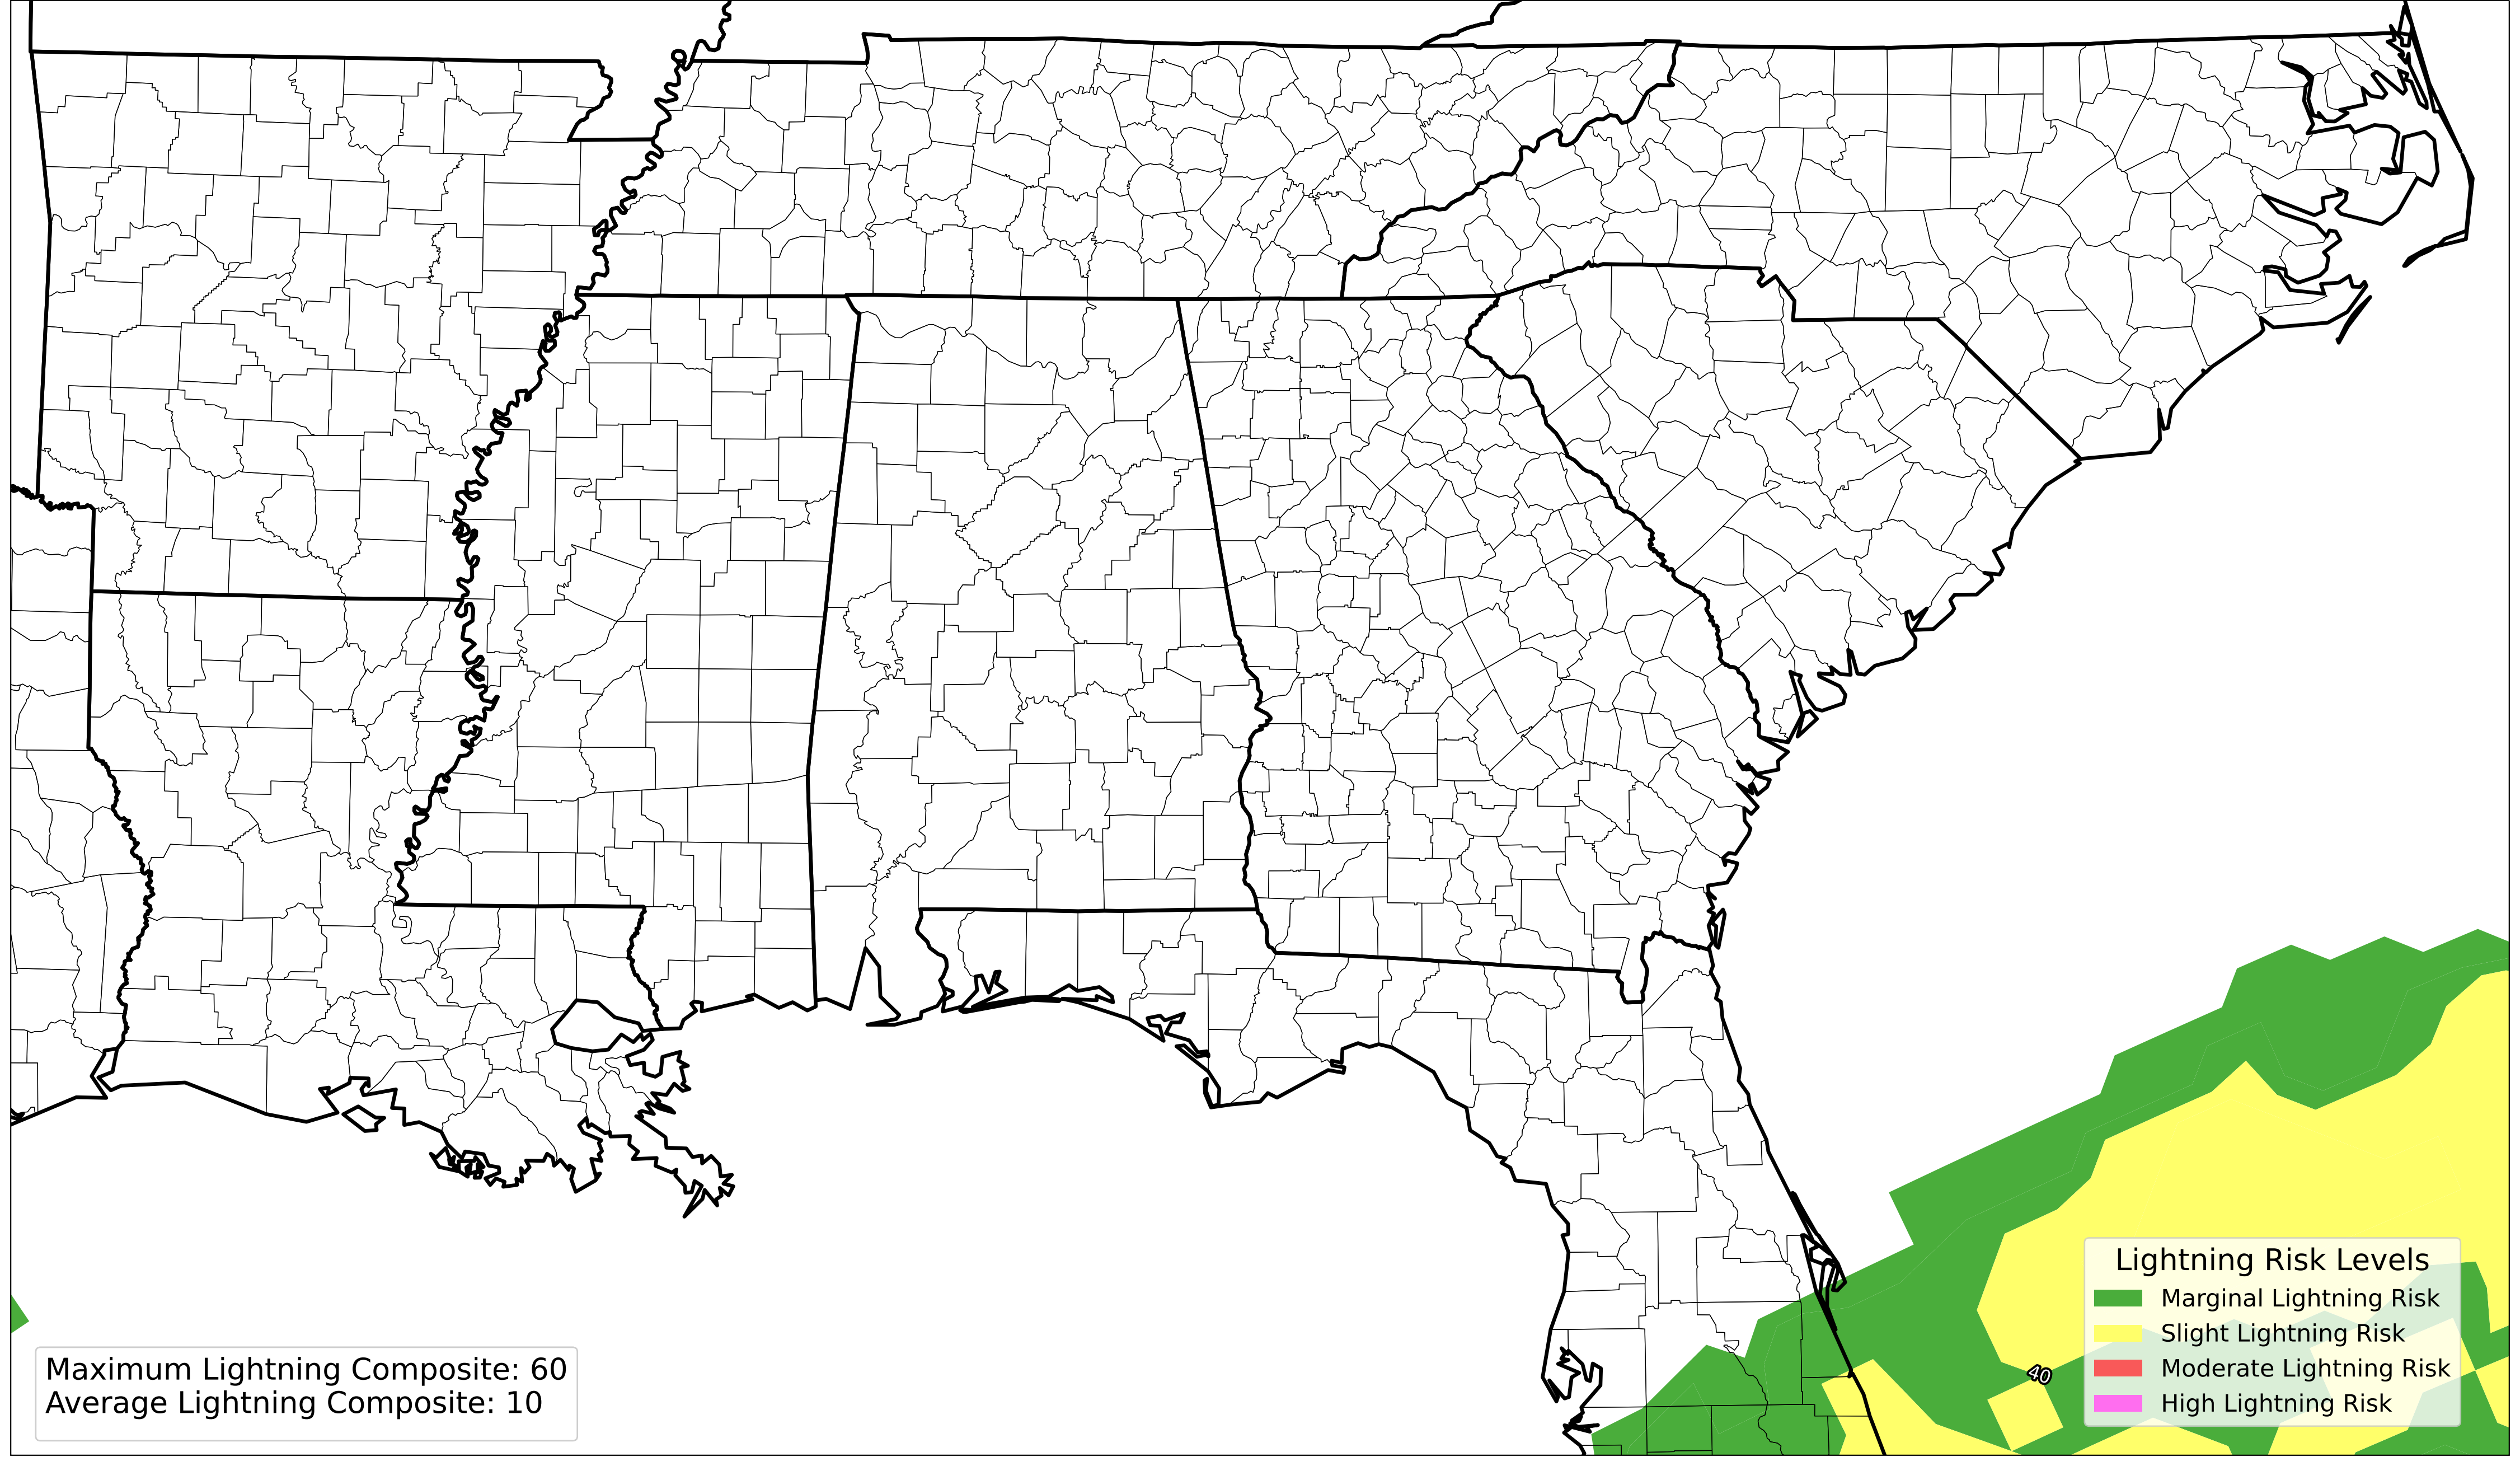 40
Lightning Risk Levels
Marginal Lightning Risk
Slight Lightning Risk
Moderate Lightning Risk
High Lightning Risk
Maximum Lightning Composite: 60
Average Lightning Composite: 10